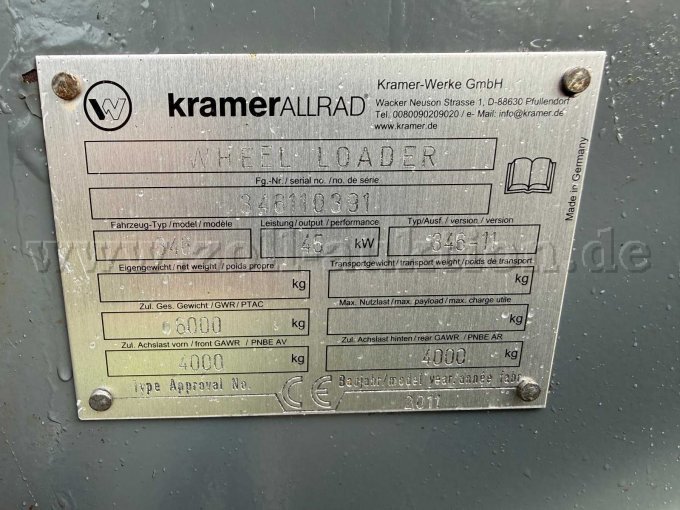 kramerALLRAD®
Kramer-Werke GmbH
Wacker Neuson Strasse 1, D-88630 Pfullendorf
Tel. 0080090209020 / e- Mail: info@kramer.de
www.kramer.de
WHEEL LOADER
Fg.-Nr. / serial no. / no. de série
346110391
Made in Germany
Fahrzeug-Typ / model / modèle
Leistung / output / performance
Typ/Ausf. / version / version
45 kW
346-11
Eigengewicht / net weight / poids propre
Transportgewicht / transport weight / poids de transport
kg
kg
Zul. Ges. Gewicht / GWR / PTAC
Max. Nutzlast / max. payload / max. charge utile
6000 kg
kg
Zul. Achslast vorn / front GAWR / PNBE AV
Zul. Achslast hinten / rear GAWR / PNBE AR
4000 kg
4000 kg
Type Approval No.
CE
Baujahr/model year/année fabr.
2011